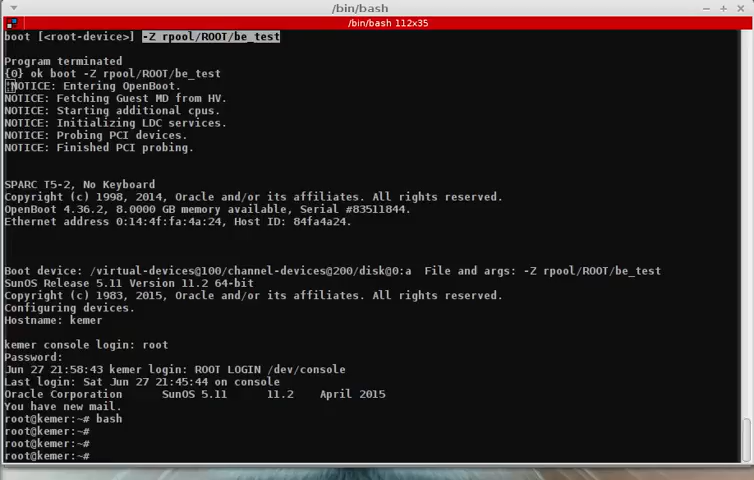 /bin/bash
/bin/bash 112x35
boot [<root-device>] -Z rpool/ROOT/be_test
Program terminated
{0} ok boot -Z rpool/ROOT/be_test
NOTICE: Entering OpenBoot.
NOTICE: Fetching Guest MD from HV.
NOTICE: Starting additional cpus.
NOTICE: Initializing LDC services.
NOTICE: Probing PCI devices.
NOTICE: Finished PCI probing.
SPARC T5-2, No Keyboard
Copyright (c) 1998, 2014, Oracle and/or its affiliates. All rights reserved.
OpenBoot 4.36.2, 8.0000 GB memory available, Serial #83511844.
Ethernet address 0:14:4f:fa:4a:24, Host ID: 84fa4a24.
Boot device: /virtual-devices@100/channel-devices@200/disk@0:a  File and args: -Z rpool/ROOT/be_test
SunOS Release 5.11 Version 11.2 64-bit
Copyright (c) 1983, 2015, Oracle and/or its affiliates. All rights reserved.
Configuring devices.
Hostname: kemer
kemer console login: root
Password:
Jun 27 21:58:43 kemer login: ROOT LOGIN /dev/console
Last login: Sat Jun 27 21:45:44 on console
Oracle Corporation      SunOS 5.11      11.2    April 2015
You have new mail.
root@kemer:~# bash
root@kemer:~#
root@kemer:~#
root@kemer:~#